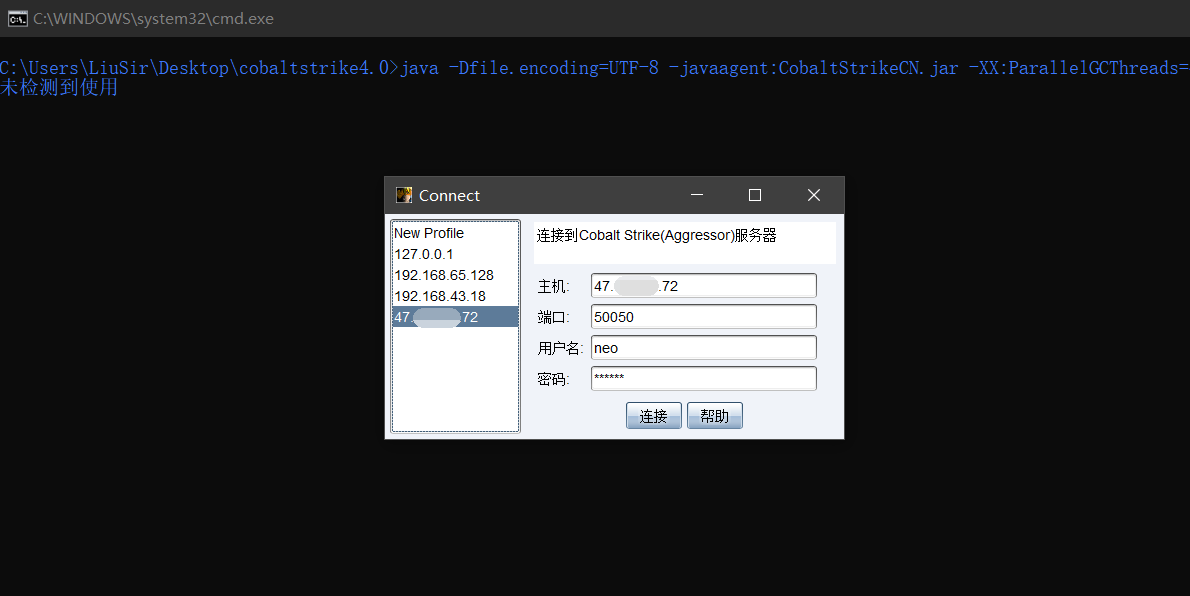 C:\WINDOWS\system32\cmd.exe
C:\Users\LiuSir\Desktop\cobaltstrike4.0>java -Dfile.encoding=UTF-8 -javaagent:CobaltStrikeCN.jar -XX:ParallelGCThreads=
未检测到使用
Connect
New Profile
127.0.0.1
192.168.65.128
192.168.43.18
47. .72
连接到Cobalt Strike(Aggressor)服务器
主机: 47. .72
端口: 50050
用户名: neo
密码: ******
连接 帮助